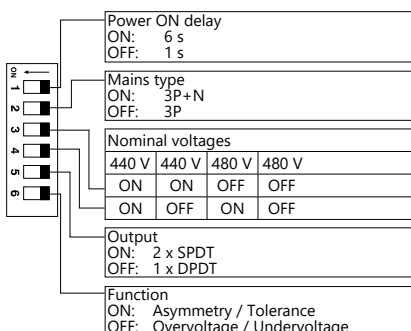 Power ON delay
ON: 6 s
OFF: 1 s
ON
1
2
3
4
5
6
Mains type
ON: 3P+N
OFF: 3P
Nominal voltages
440 V 440 V 480 V 480 V
ON ON OFF OFF
ON OFF ON OFF
Output
ON: 2 x SPDT
OFF: 1 x DPDT
Function
ON: Asymmetry / Tolerance
OFF: Overvoltage / Undervoltage